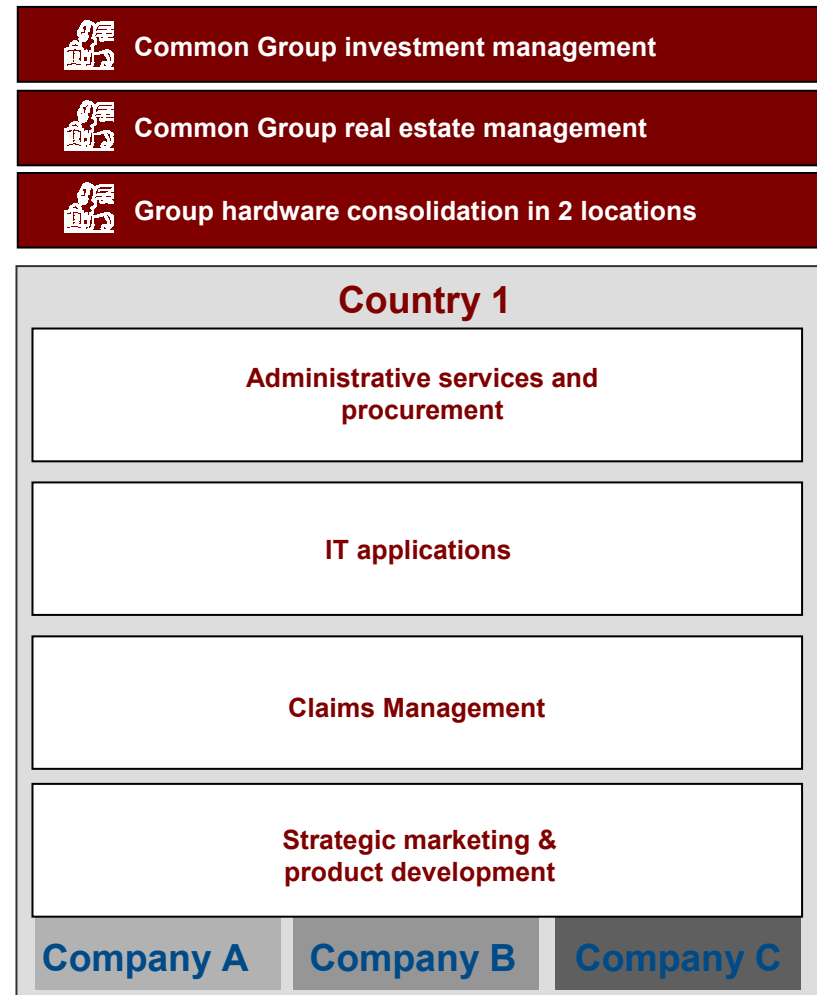 Common Group investment management
Common Group real estate management
Group hardware consolidation in 2 locations
Country 1
Administrative services and
procurement
IT applications
Claims Management
Strategic marketing &
product development
Company A
Company B
Company C